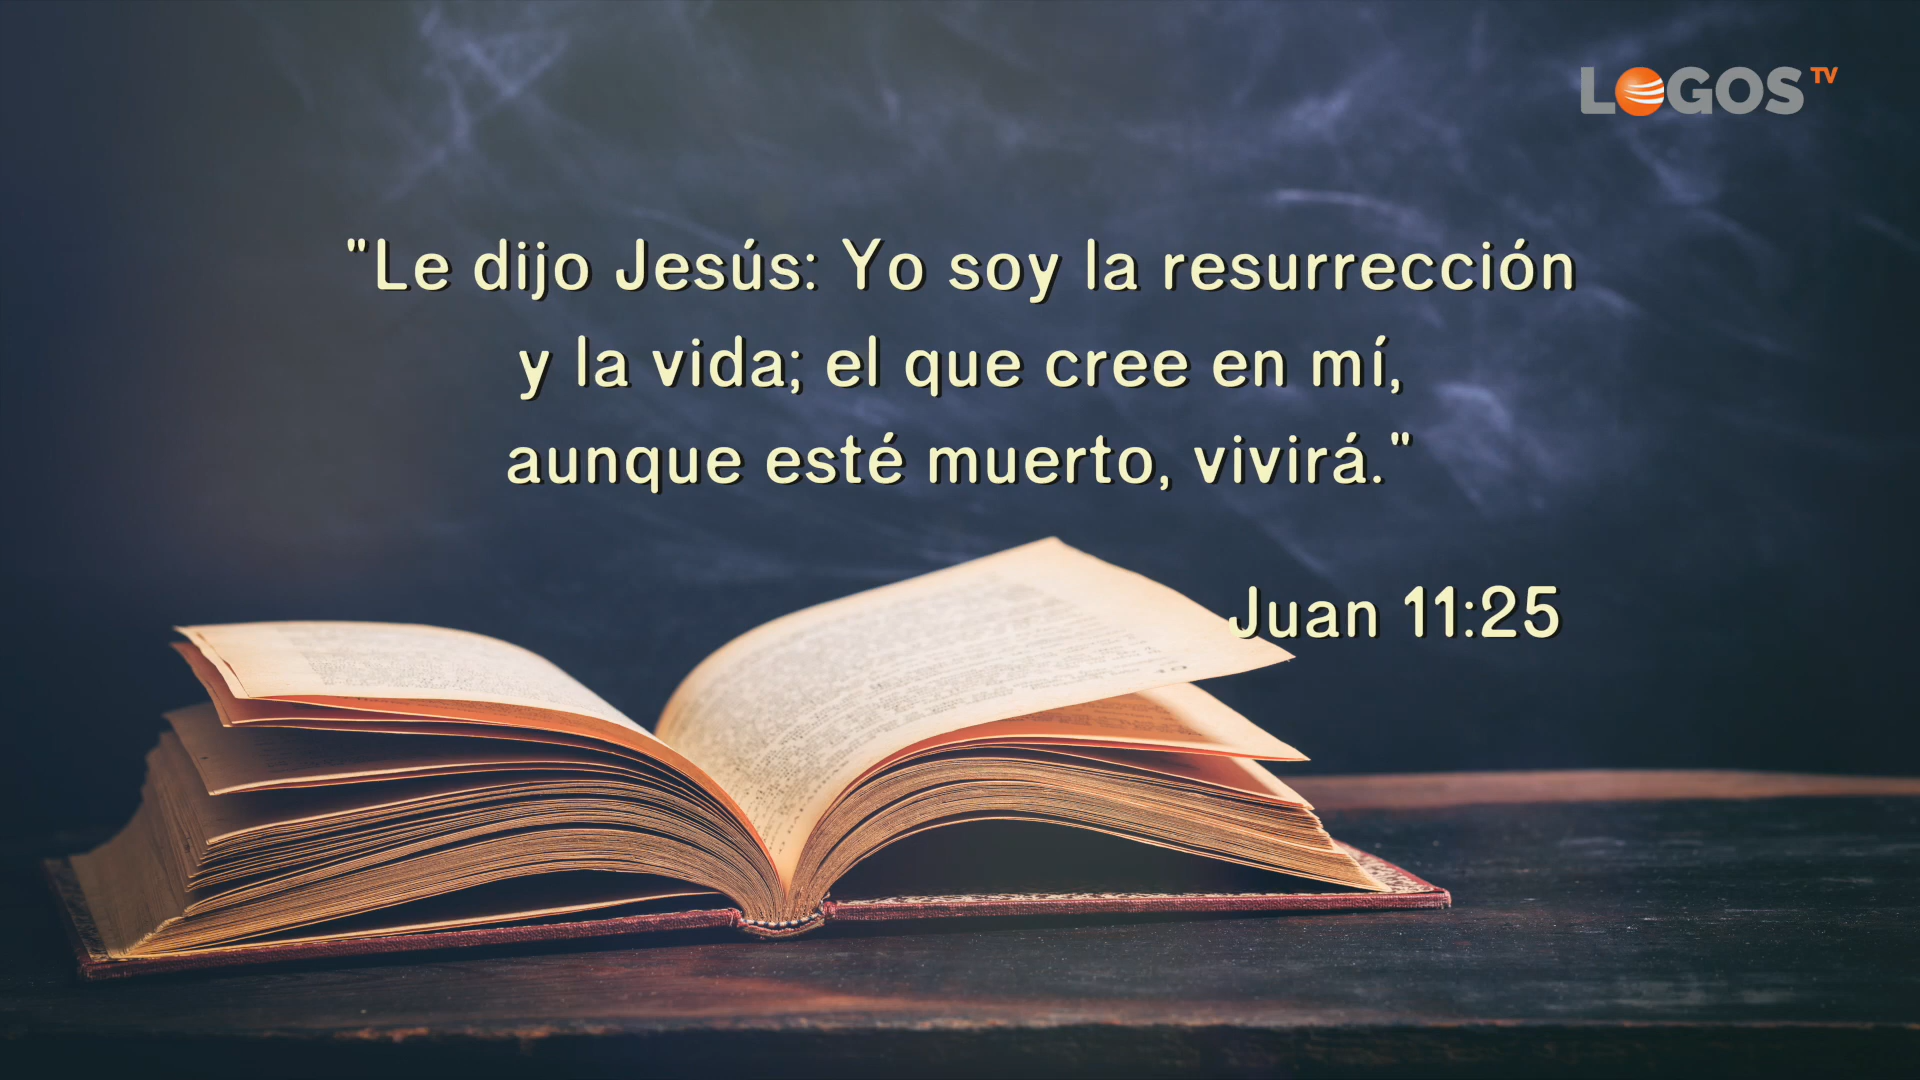 LOGOS TV
"Le dijo Jesús: Yo soy la resurrección
y la vida; el que cree en mí,
aunque esté muerto, vivirá."
Juan 11:25